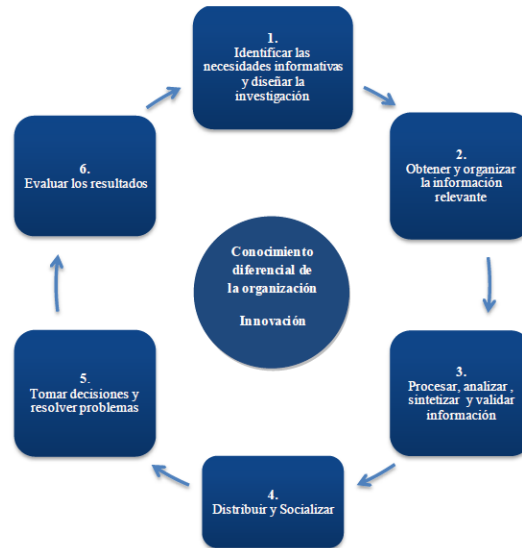 1.
Identificar las
necesidades informativas
y diseñar la
investigación
2.
Obtener y organizar
la información
relevante
3.
Procesar, analizar ,
sintetizar y validar
información
4.
Distribuir y Socializar
5.
Tomar decisiones y
resolver problemas
6.
Evaluar los resultados
Conocimiento
diferencial de
la organización
Innovación